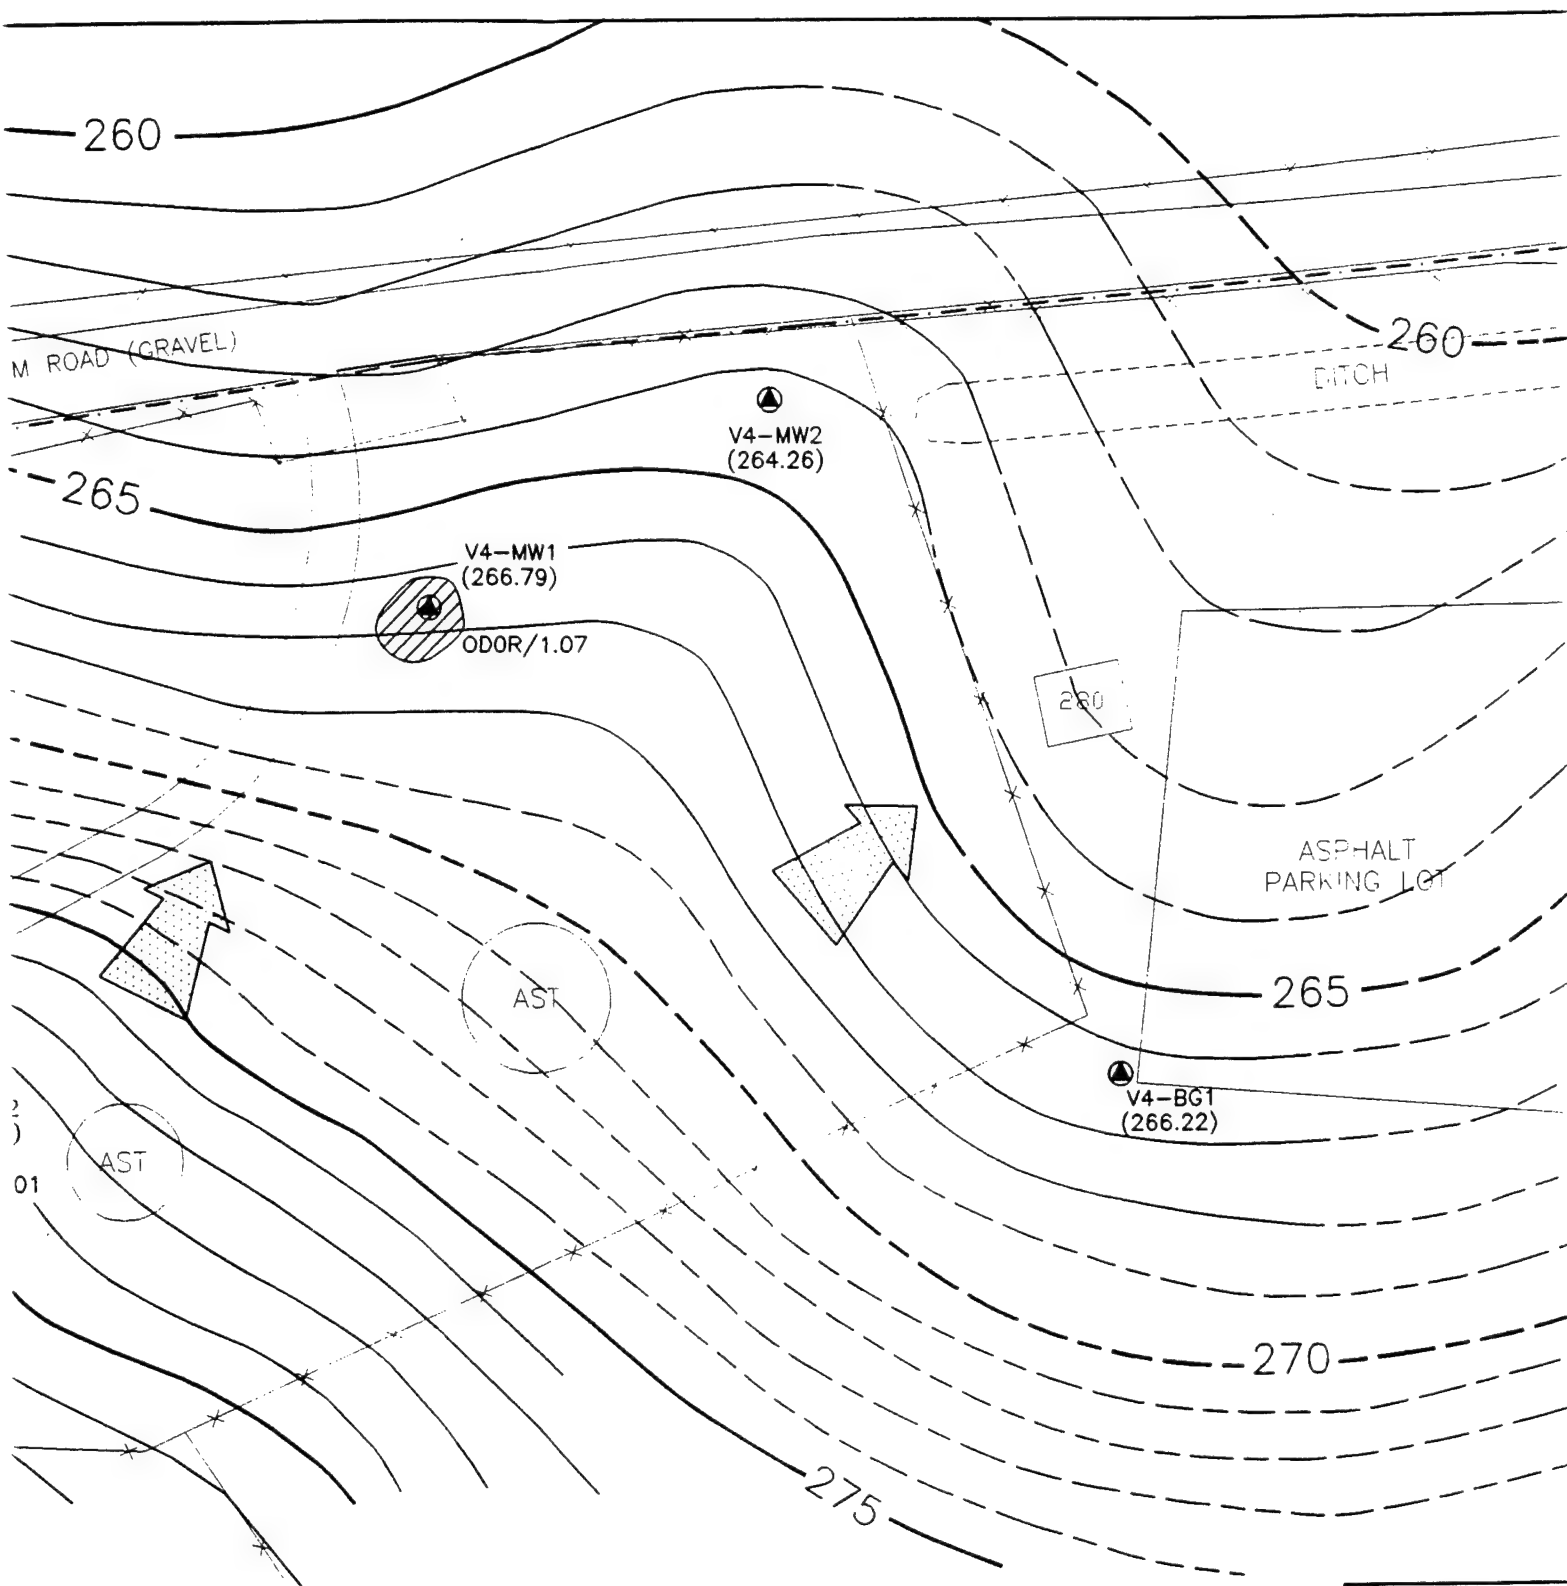 260
M ROAD (GRAVEL)
260
DITCH
V4-MW2
(264.26)
265
V4-MW1
(266.79)
ODOR/1.07
280
ASPHALT
PARKING LOT
AST
265
V4-BG1
(266.22)
)
AST
01
270
275